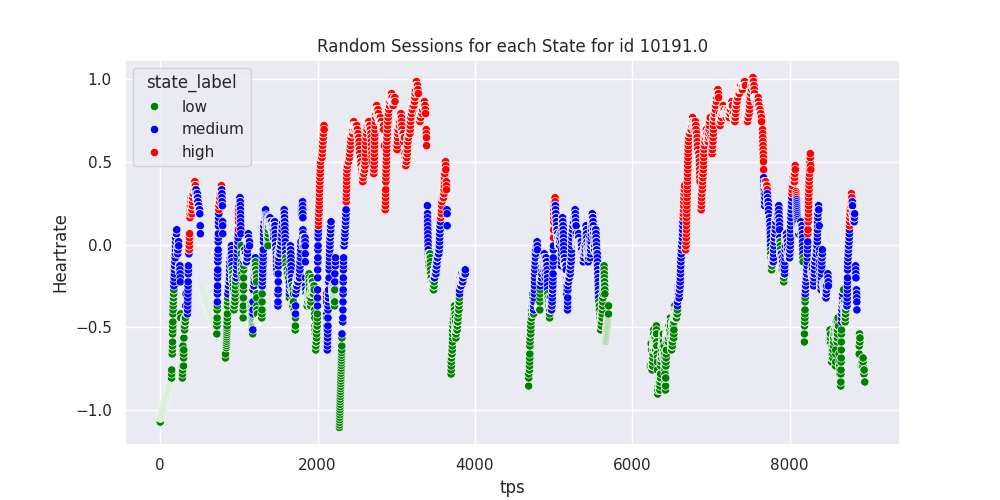 Random Sessions for each State for id 10191.0
state_label
low
medium
high
Heartrate
1.0
0.5
0.0
−0.5
−1.0
0
2000
4000
6000
8000
tps